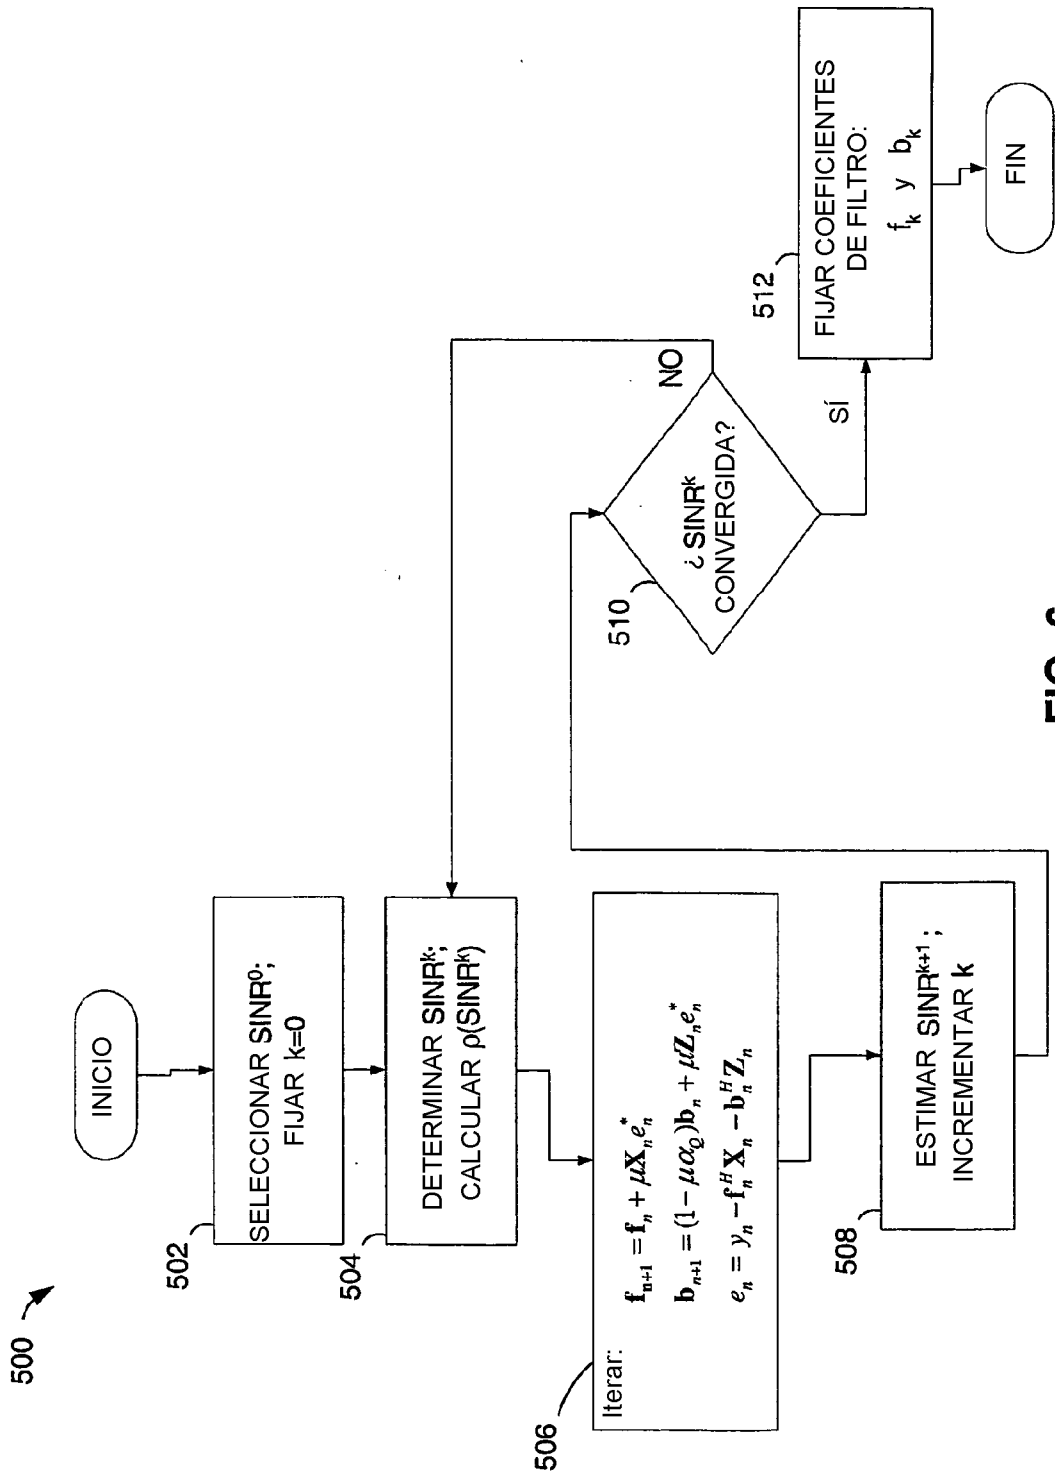 500
INICIO
502
SELECCIONAR SINR⁰;
FIJAR k=0
504
DETERMINAR SINRᵏ;
CALCULAR ρ(SINRᵏ)
506
Iterar:
fₙ₊₁ = fₙ + μXₙeₙ*
bₙ₊₁ = (1 − μα_Q)bₙ + μZₙeₙ*
eₙ = yₙ − fₙᴴXₙ − bₙᴴZₙ
508
ESTIMAR SINRᵏ⁺¹;
INCREMENTAR k
510
¿ SINRᵏ
CONVERGIDA?
NO
SÍ
512
FIJAR COEFICIENTES
DE FILTRO:
fₖ y bₖ
FIN
FIG.